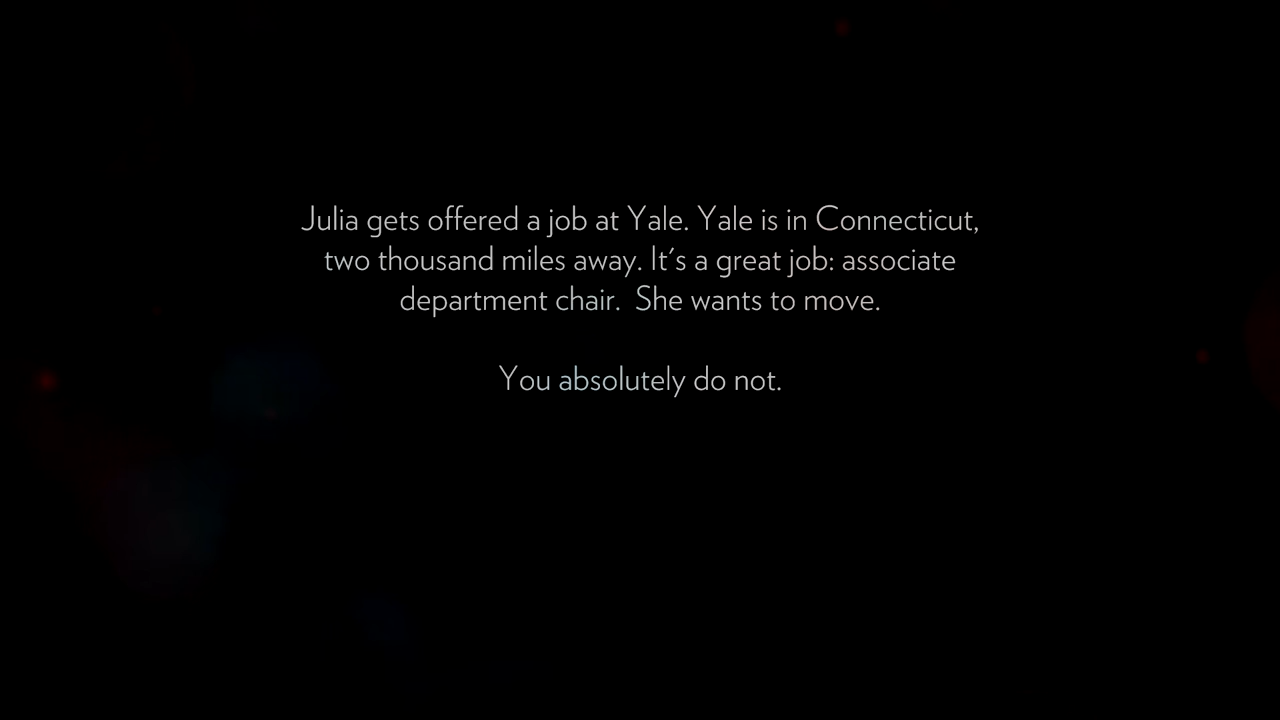 Julia gets offered a job at Yale. Yale is in Connecticut,
two thousand miles away. It's a great job: associate
department chair.  She wants to move.
You absolutely do not.